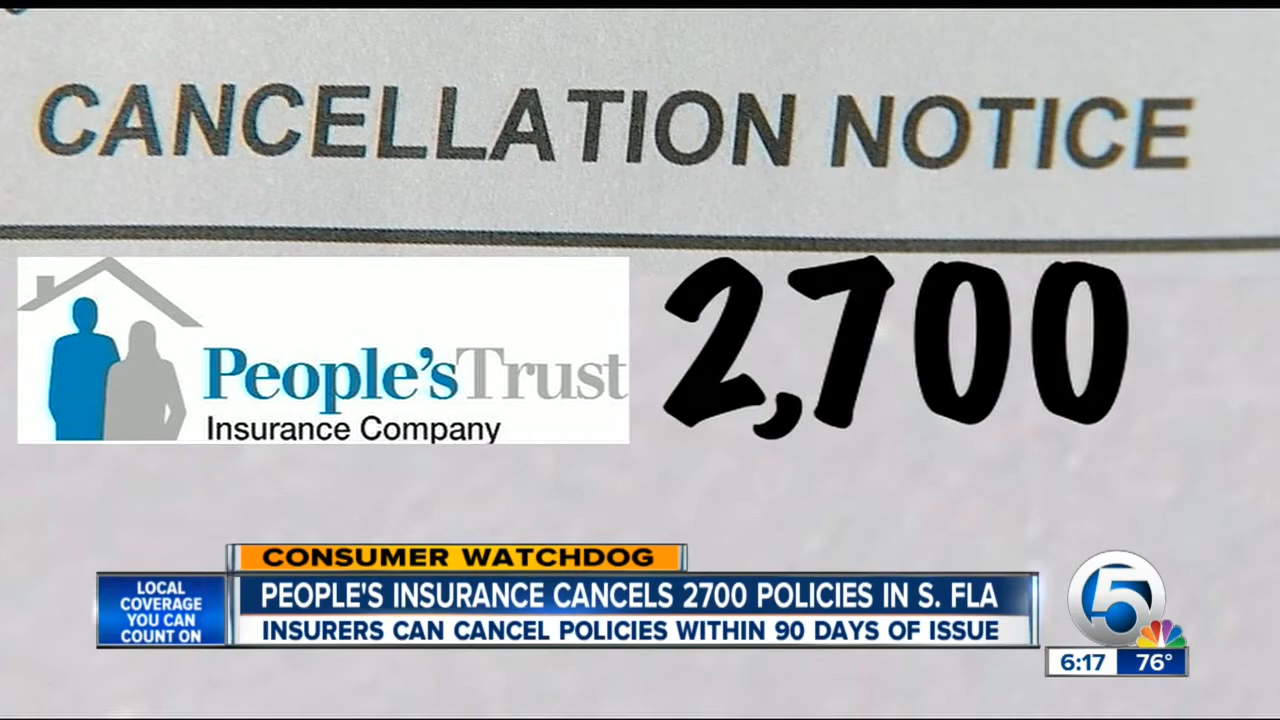 CANCELLATION NOTICE
People'sTrust
Insurance Company
2,700
CONSUMER WATCHDOG
LOCAL
COVERAGE
YOU CAN
COUNT ON
PEOPLE'S INSURANCE CANCELS 2700 POLICIES IN S. FLA
INSURERS CAN CANCEL POLICIES WITHIN 90 DAYS OF ISSUE
5
6:17 76°